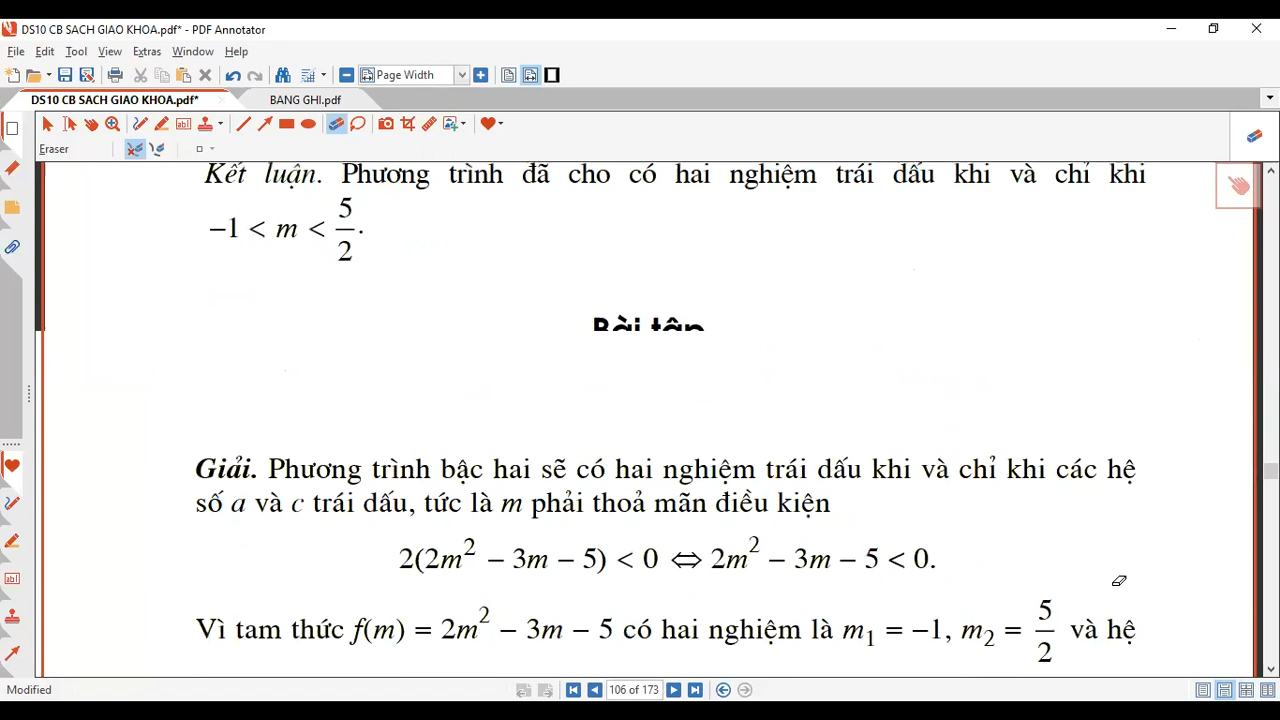 DS10 CB SACH GIAO KHOA.pdf* - PDF Annotator
File Edit Tool View Extras Window Help
Page Width
DS10 CB SACH GIAO KHOA.pdf* BANG GHI.pdf
Eraser
Kết luận. Phương trình đã cho có hai nghiệm trái dấu khi và chỉ khi
−1 < m < 5/2.
Bài tập
Giải. Phương trình bậc hai sẽ có hai nghiệm trái dấu khi và chỉ khi các hệ
số a và c trái dấu, tức là m phải thoả mãn điều kiện
2(2m² − 3m − 5) < 0 ⇔ 2m² − 3m − 5 < 0.
Vì tam thức f(m) = 2m² − 3m − 5 có hai nghiệm là m₁ = −1, m₂ = 5/2 và hệ
Modified 106 of 173